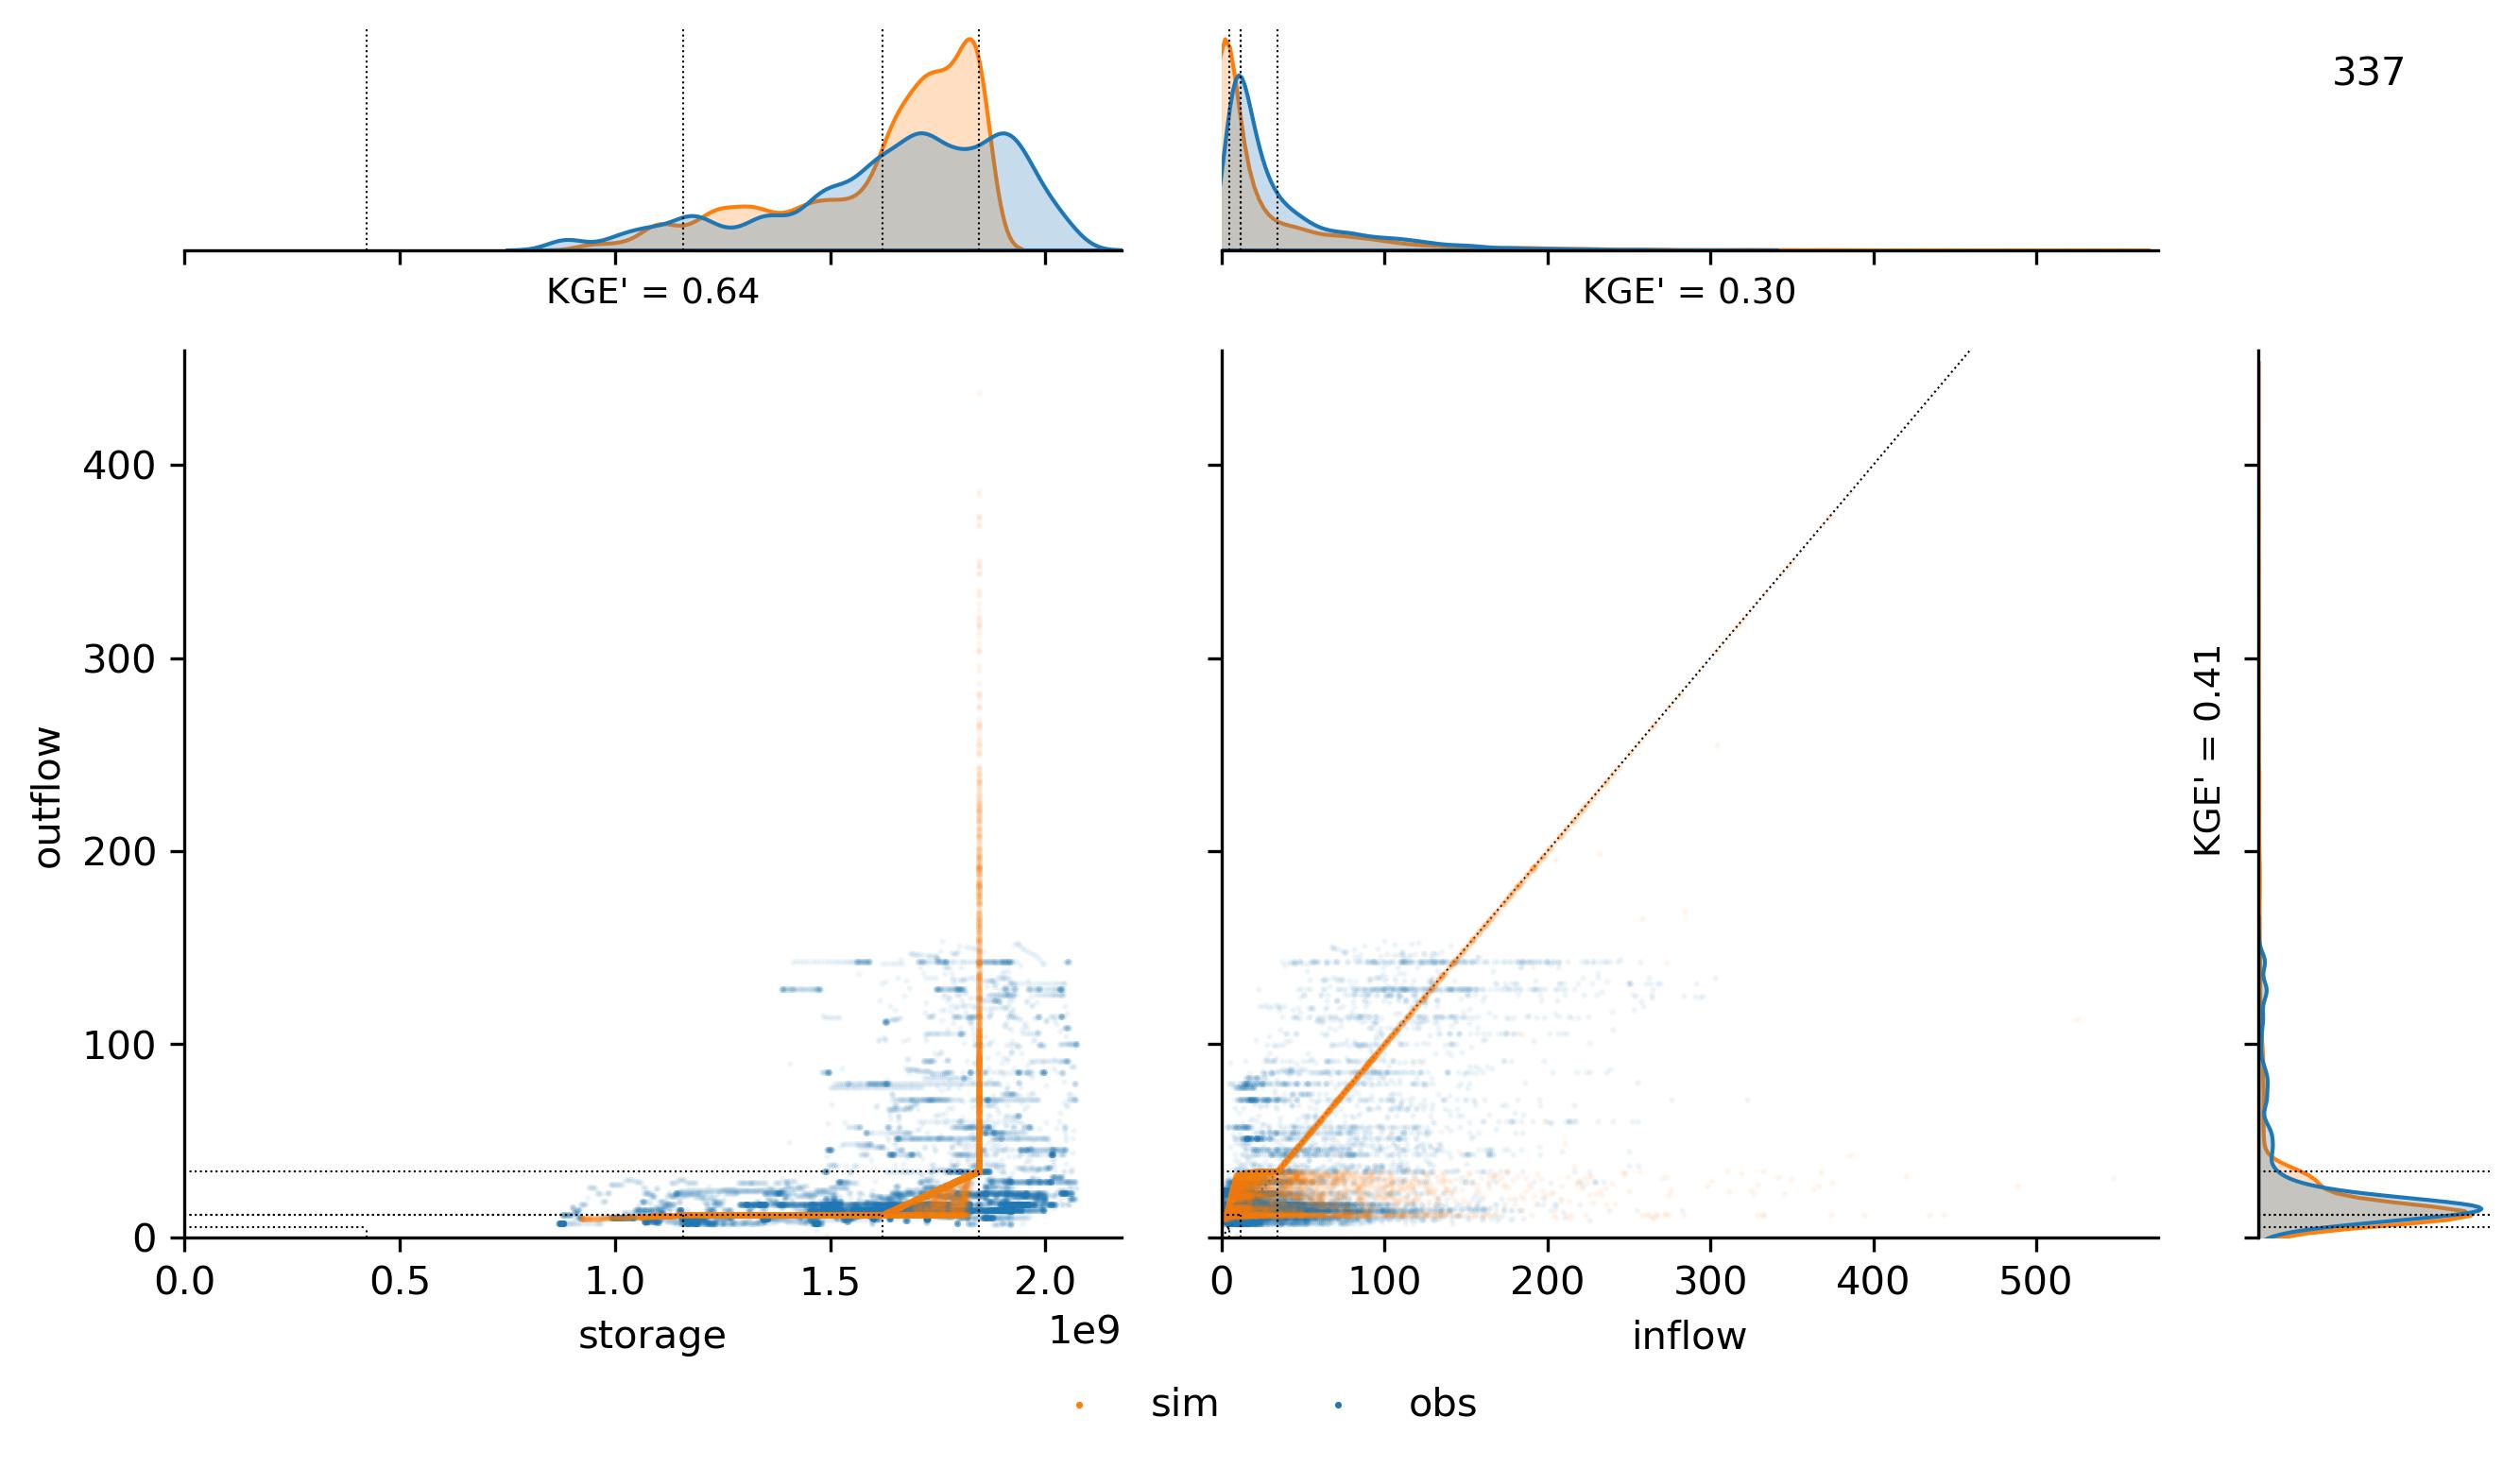 337
KGE' = 0.64
KGE' = 0.30
400
300
200
100
0
outflow
KGE' = 0.41
0.0 0.5 1.0 1.5 2.0
1e9
storage
0 100 200 300 400 500
inflow
sim obs